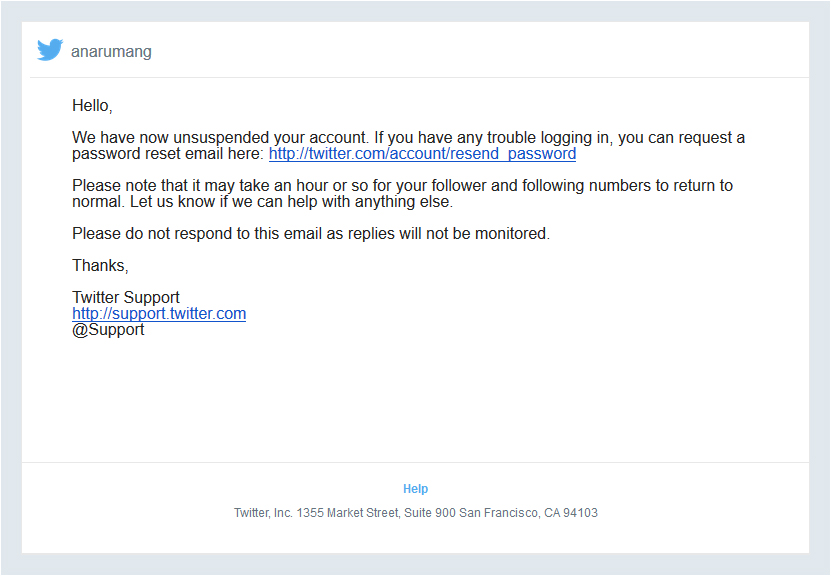 anarumang
Hello,
We have now unsuspended your account. If you have any trouble logging in, you can request a
password reset email here: http://twitter.com/account/resend_password
Please note that it may take an hour or so for your follower and following numbers to return to
normal. Let us know if we can help with anything else.
Please do not respond to this email as replies will not be monitored.
Thanks,
Twitter Support
http://support.twitter.com
@Support
Help
Twitter, Inc. 1355 Market Street, Suite 900 San Francisco, CA 94103